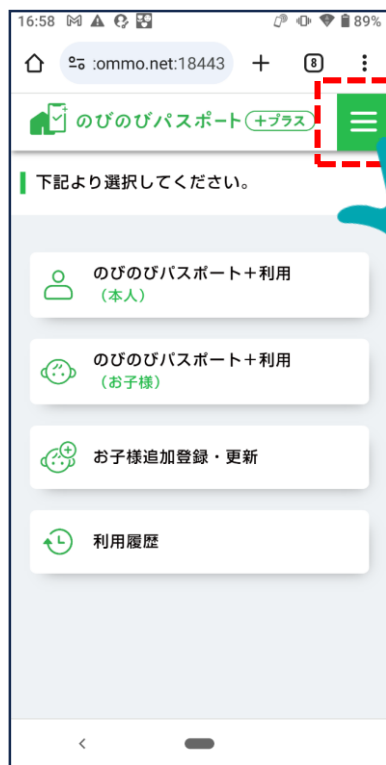 16:58
89%
:ommo.net:18443
8
のびのびパスポート +プラス
下記より選択してください。
のびのびパスポート＋利用
（本人）
のびのびパスポート＋利用
（お子様）
お子様追加登録・更新
利用履歴